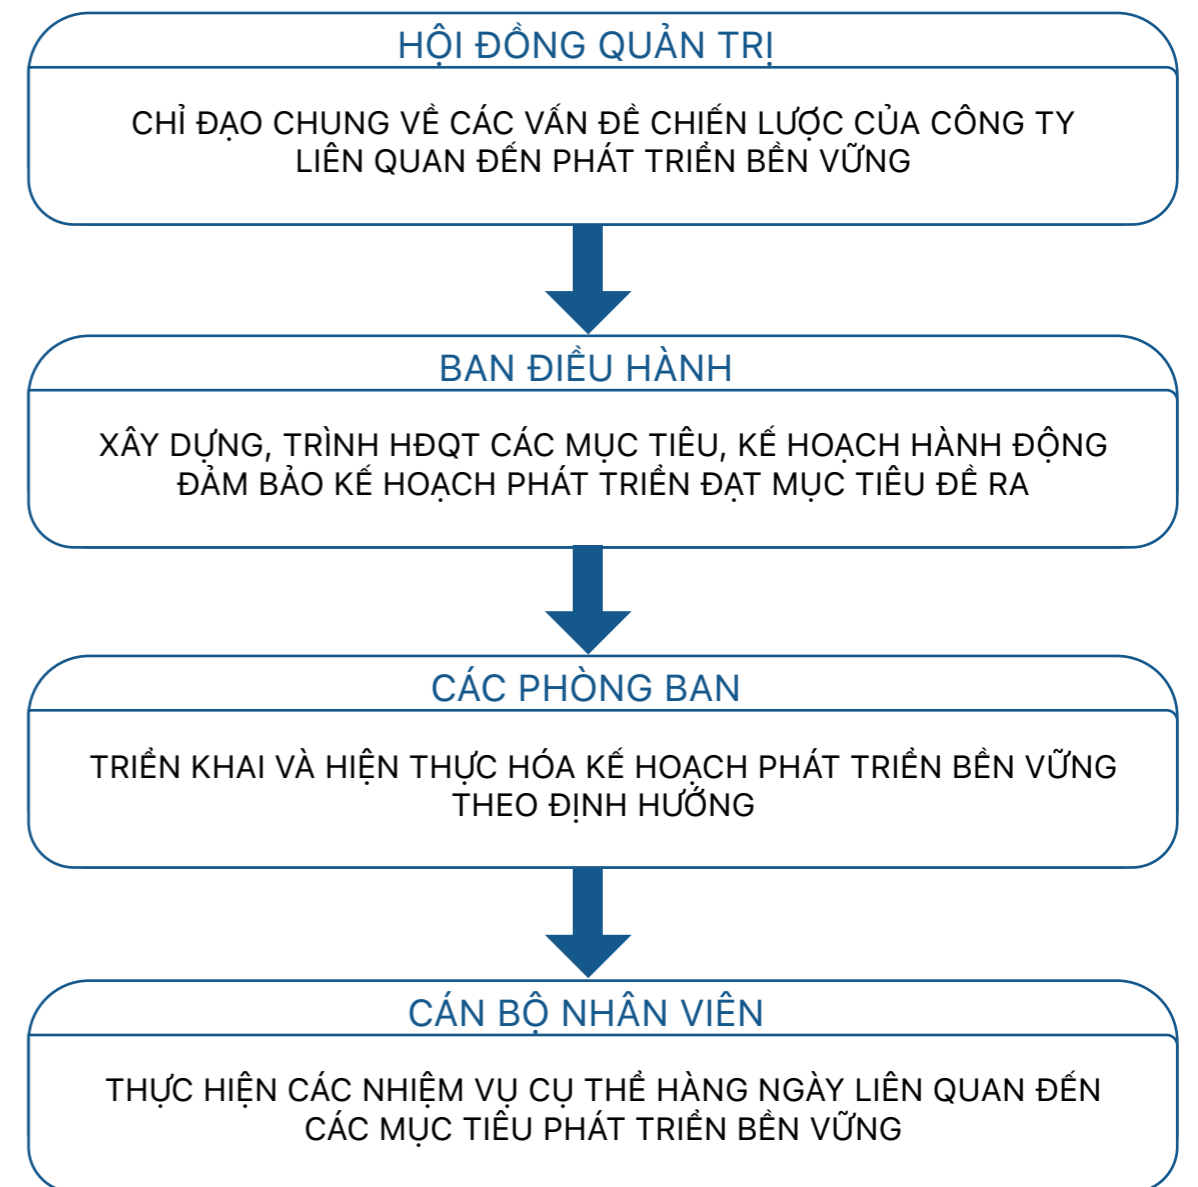 HỘI ĐỒNG QUẢN TRỊ
CHỈ ĐẠO CHUNG VỀ CÁC VẤN ĐỀ CHIẾN LƯỢC CỦA CÔNG TY
LIÊN QUAN ĐẾN PHÁT TRIỂN BỀN VỮNG
BAN ĐIỀU HÀNH
XÂY DỰNG, TRÌNH HĐQT CÁC MỤC TIÊU, KẾ HOẠCH HÀNH ĐỘNG
ĐẢM BẢO KẾ HOẠCH PHÁT TRIỂN ĐẠT MỤC TIÊU ĐỀ RA
CÁC PHÒNG BAN
TRIỂN KHAI VÀ HIỆN THỰC HÓA KẾ HOẠCH PHÁT TRIỂN BỀN VỮNG
THEO ĐỊNH HƯỚNG
CÁN BỘ NHÂN VIÊN
THỰC HIỆN CÁC NHIỆM VỤ CỤ THỂ HÀNG NGÀY LIÊN QUAN ĐẾN
CÁC MỤC TIÊU PHÁT TRIỂN BỀN VỮNG